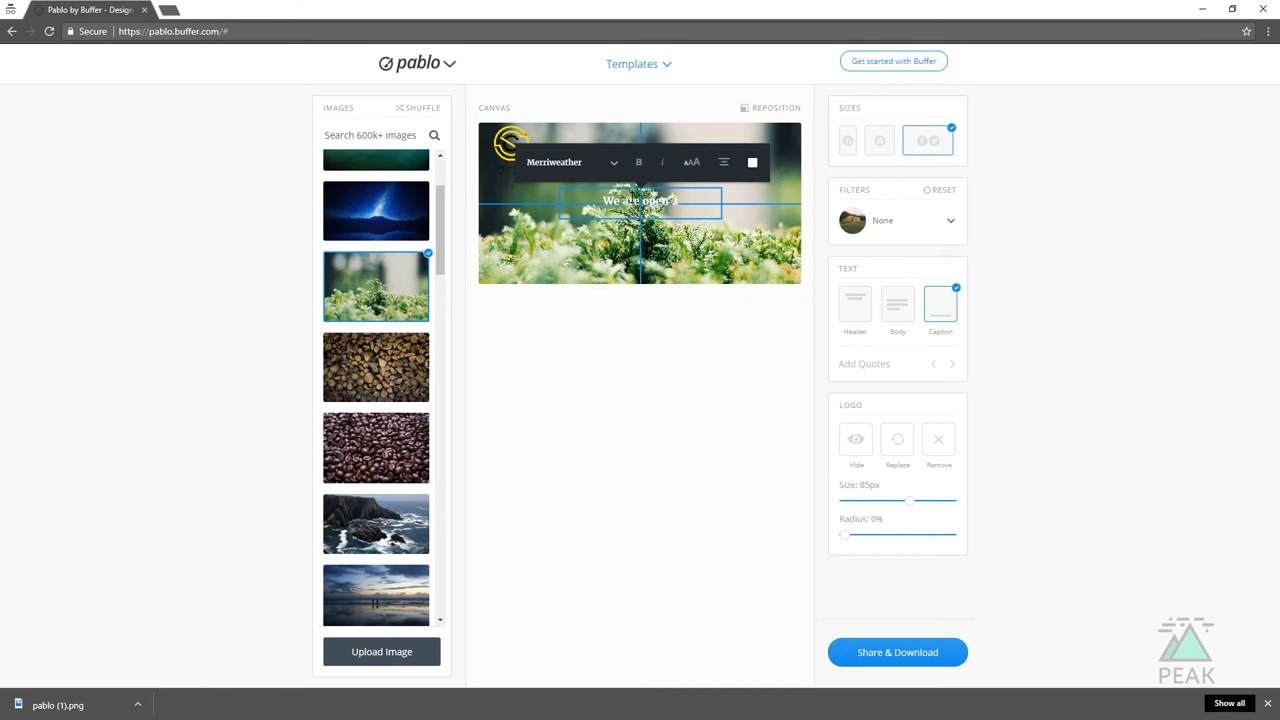 Pablo by Buffer - Design
Secure
https://pablo.buffer.com/#
pablo
Templates
Get started with Buffer
IMAGES
SHUFFLE
Search 600k+ images
Upload Image
CANVAS
REPOSITION
Merriweather
B
i
AAA
We are open 2
SIZES
FILTERS
RESET
None
TEXT
Header
Body
Caption
Add Quotes
LOGO
Hide
Replace
Remove
Size: 85px
Radius: 0%
Share & Download
PEAK
pablo (1).png
Show all